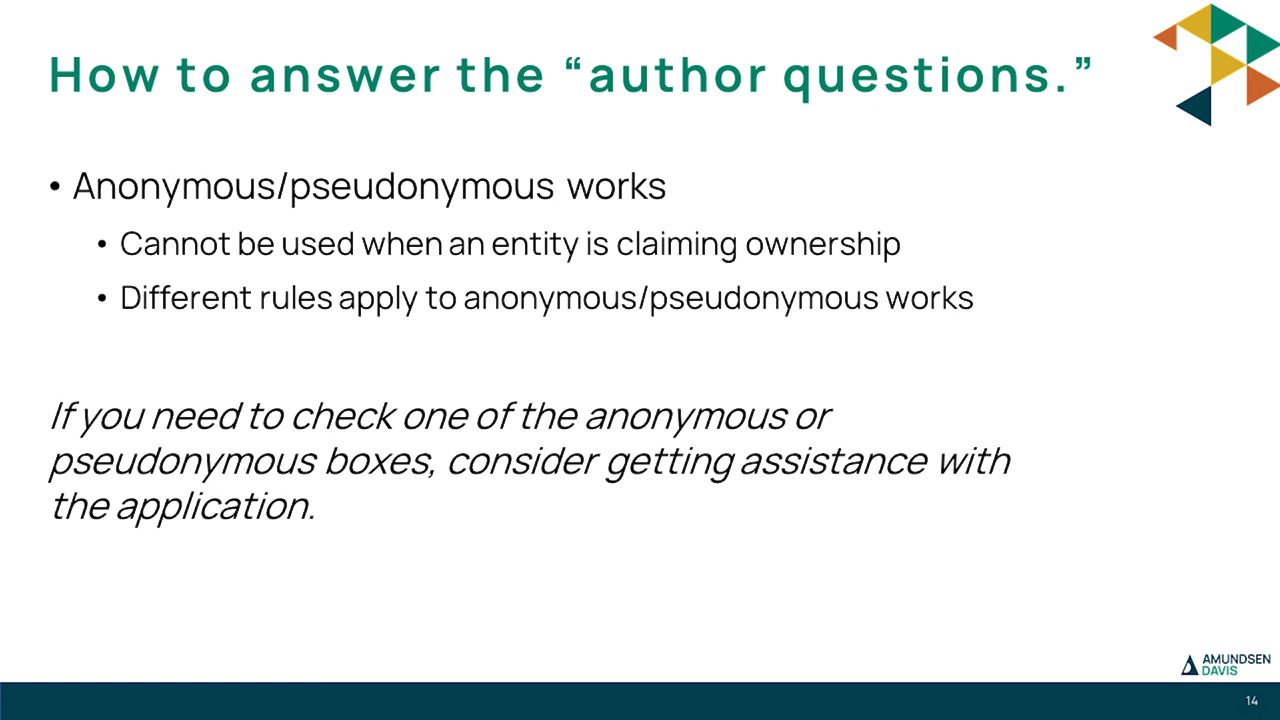 How to answer the “author questions.”
• Anonymous/pseudonymous works
• Cannot be used when an entity is claiming ownership
• Different rules apply to anonymous/pseudonymous works
If you need to check one of the anonymous or
pseudonymous boxes, consider getting assistance with
the application.
AMUNDSEN
DAVIS
14